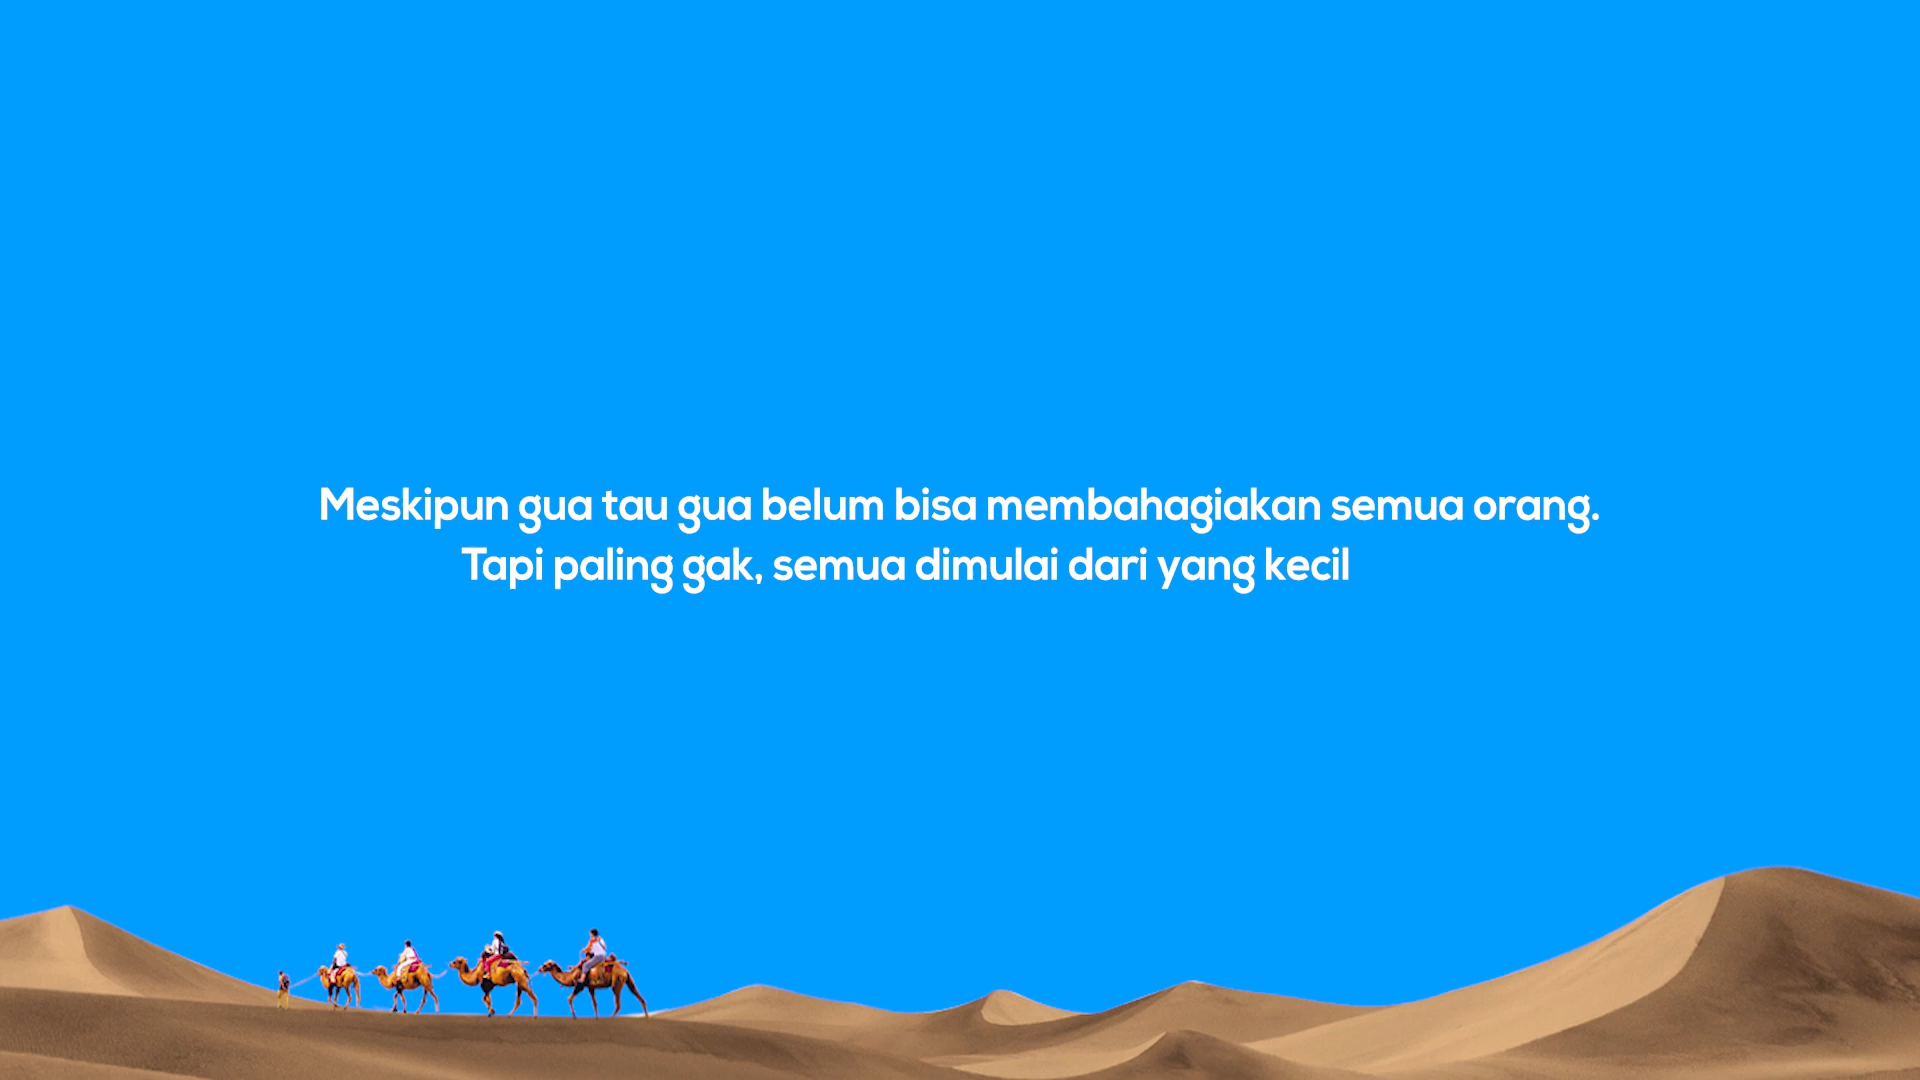 Meskipun gua tau gua belum bisa membahagiakan semua orang.
Tapi paling gak, semua dimulai dari yang kecil